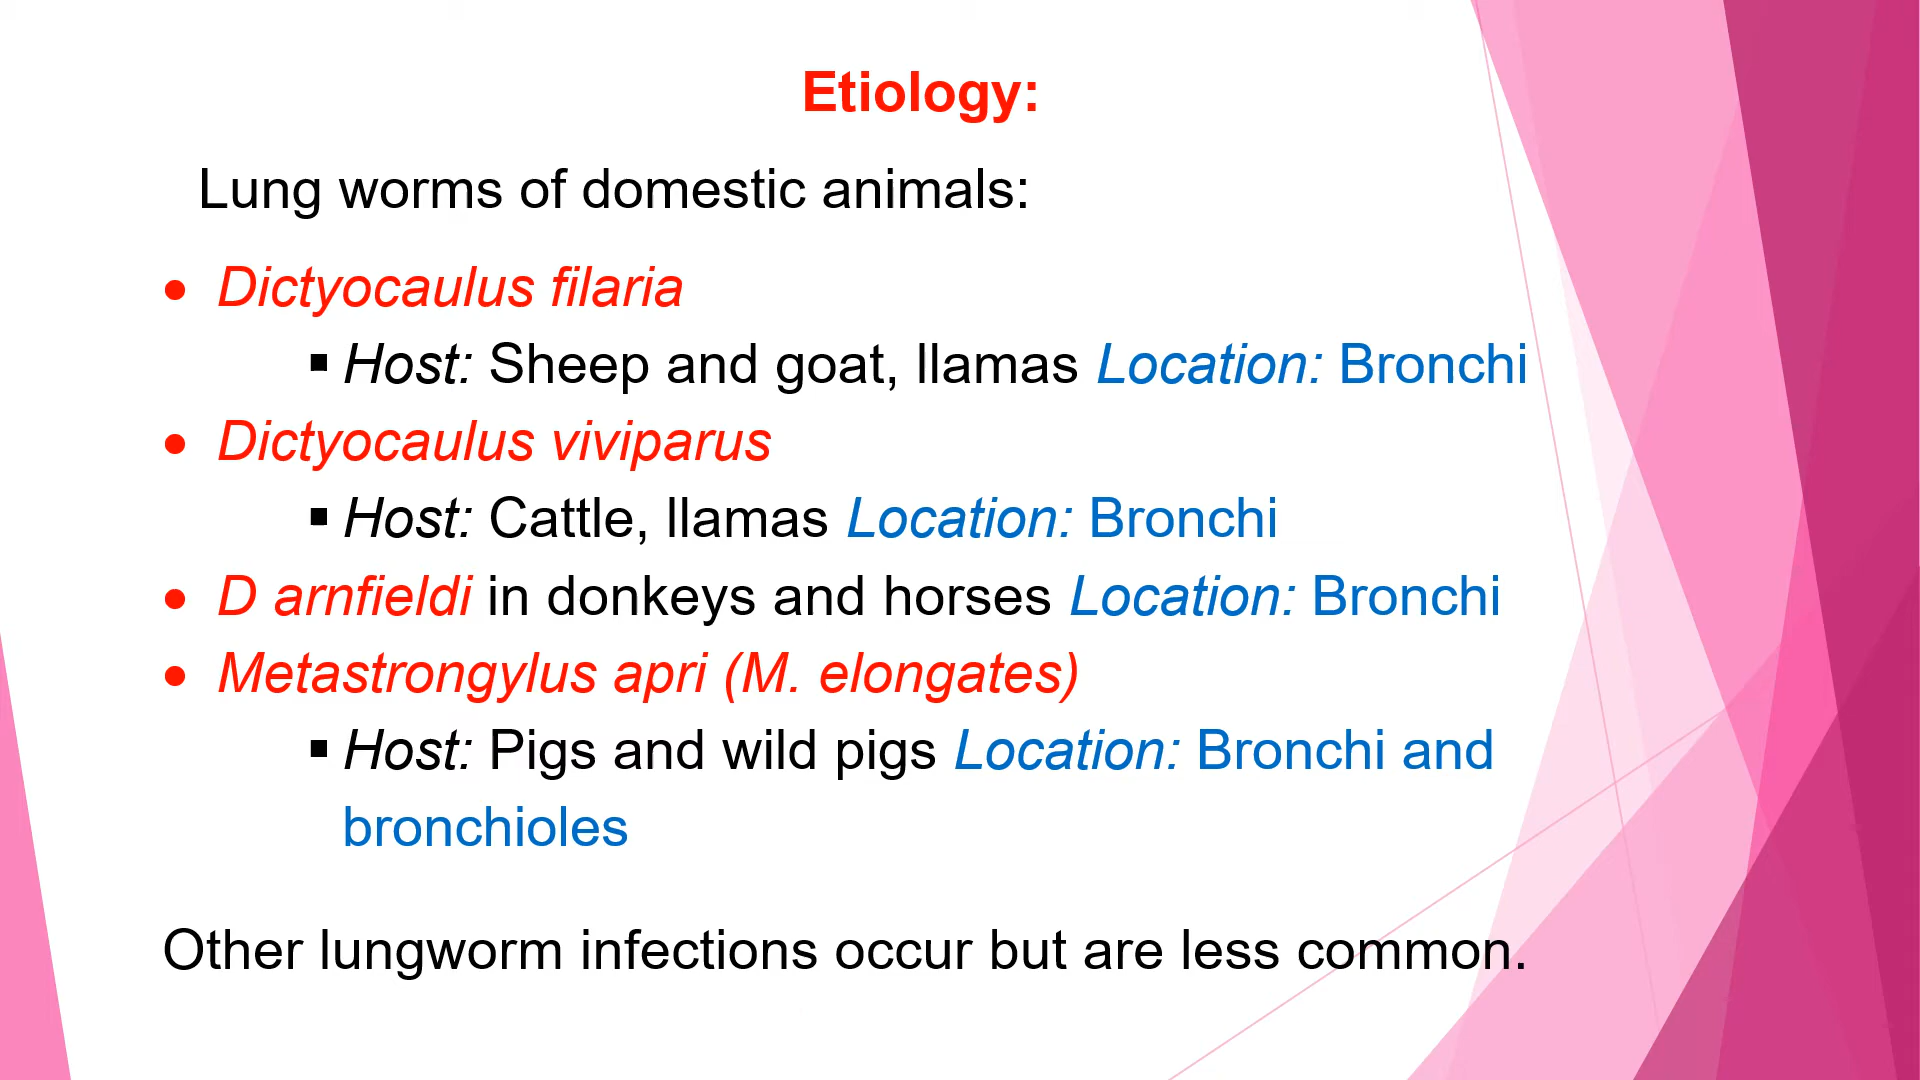 Etiology:
Lung worms of domestic animals:
• Dictyocaulus filaria
▪ Host: Sheep and goat, llamas Location: Bronchi
• Dictyocaulus viviparus
▪ Host: Cattle, llamas Location: Bronchi
• D arnfieldi in donkeys and horses Location: Bronchi
• Metastrongylus apri (M. elongates)
▪ Host: Pigs and wild pigs Location: Bronchi and
bronchioles
Other lungworm infections occur but are less common.